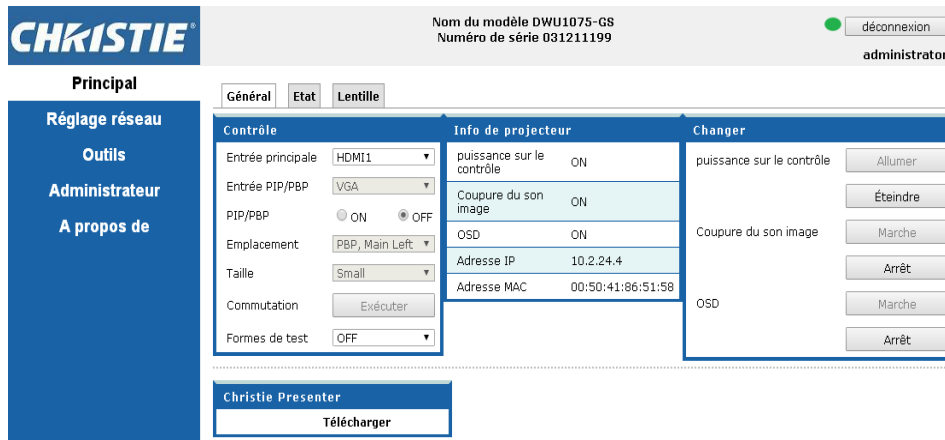 CHRISTIE®
Nom du modèle DWU1075-GS
Numéro de série 031211199
déconnexion
administrator
Principal
Réglage réseau
Outils
Administrateur
A propos de
Général Etat Lentille
Contrôle
Entrée principale HDMI1
Entrée PIP/PBP VGA
PIP/PBP ON OFF
Emplacement PBP, Main Left
Taille Small
Commutation Exécuter
Formes de test OFF
Info de projecteur
puissance sur le
contrôle ON
Coupure du son
image ON
OSD ON
Adresse IP 10.2.24.4
Adresse MAC 00:50:41:86:51:58
Changer
puissance sur le contrôle Allumer
Éteindre
Coupure du son image Marche
Arrêt
OSD Marche
Arrêt
Christie Presenter
Télécharger